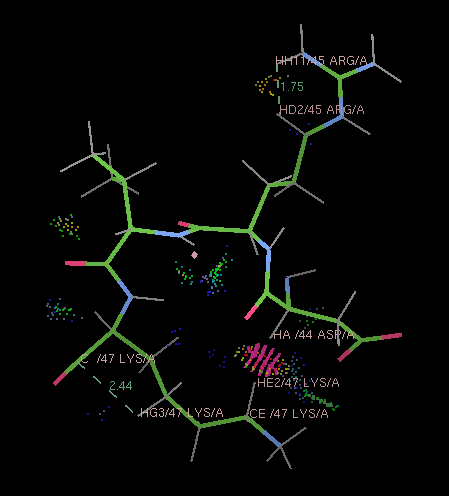 HH11/45 ARG/A
1.75
HD2/45 ARG/A
HA /44 ASP/A
C  /47 LYS/A
HE2/47 LYS/A
2.44
HG3/47 LYS/A
CE /47 LYS/A